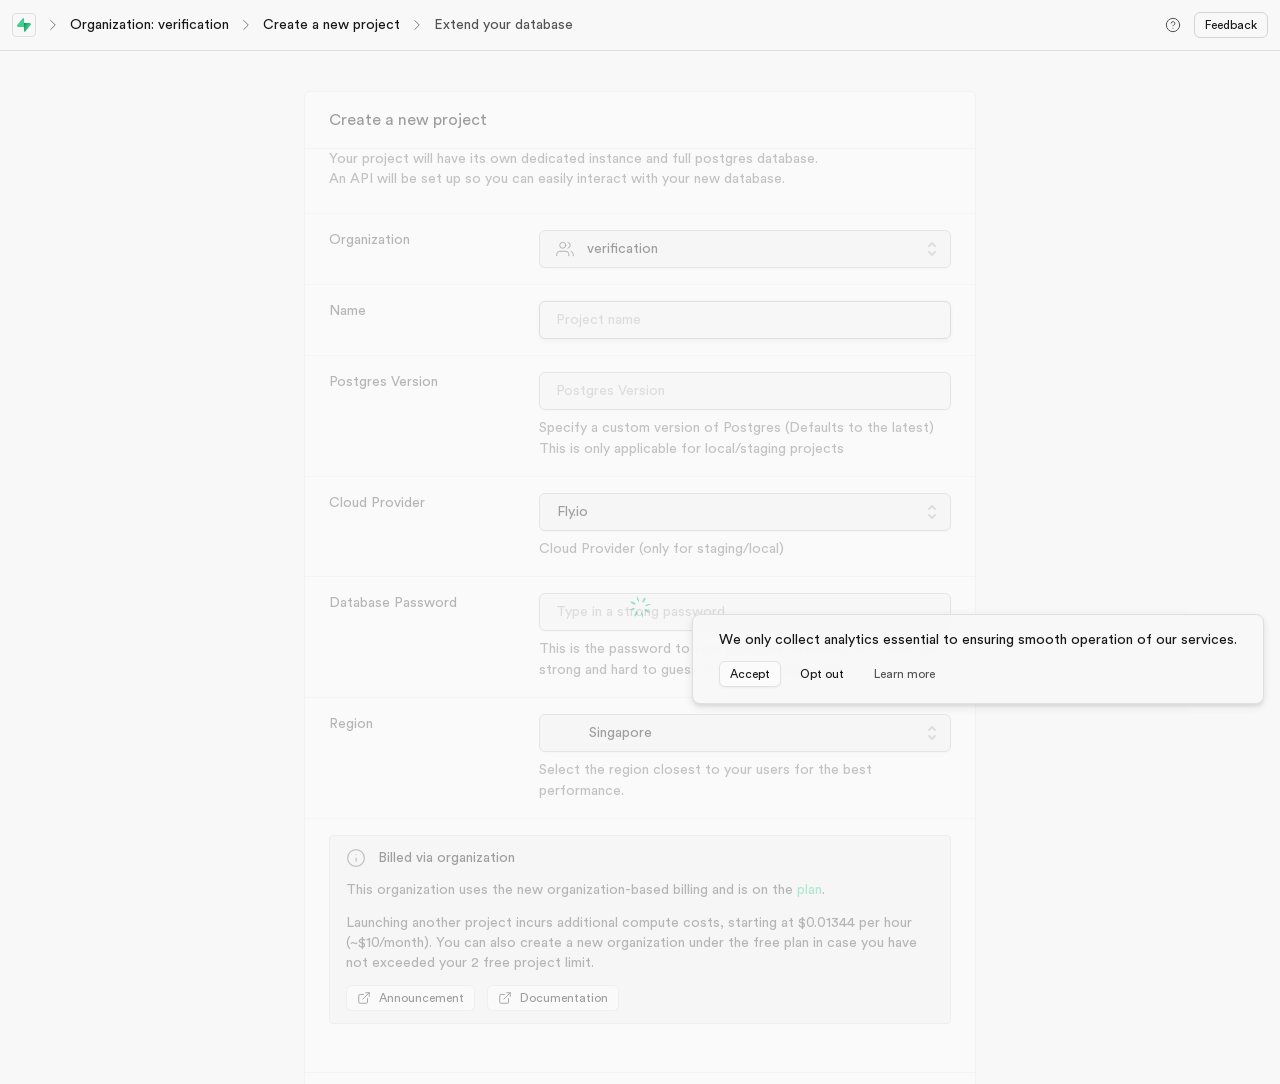 Organization: verification
Create a new project
Extend your database
Feedback
Create a new project
Your project will have its own dedicated instance and full postgres database.
An API will be set up so you can easily interact with your new database.
Organization
verification
Name
Project name
Postgres Version
Postgres Version
Specify a custom version of Postgres (Defaults to the latest)
This is only applicable for local/staging projects
Cloud Provider
Fly.io
Cloud Provider (only for staging/local)
Database Password
Type in a strong password
This is the password to
strong and hard to
We only collect analytics essential to ensuring smooth operation of our services.
Accept
Opt out
Learn more
Region
Singapore
Select the region closest to your users for the best
performance.
Billed via organization
This organization uses the new organization-based billing and is on the plan.
Launching another project incurs additional compute costs, starting at $0.01344 per hour
(~$10/month). You can also create a new organization under the free plan in case you have
not exceeded your 2 free project limit.
Announcement
Documentation